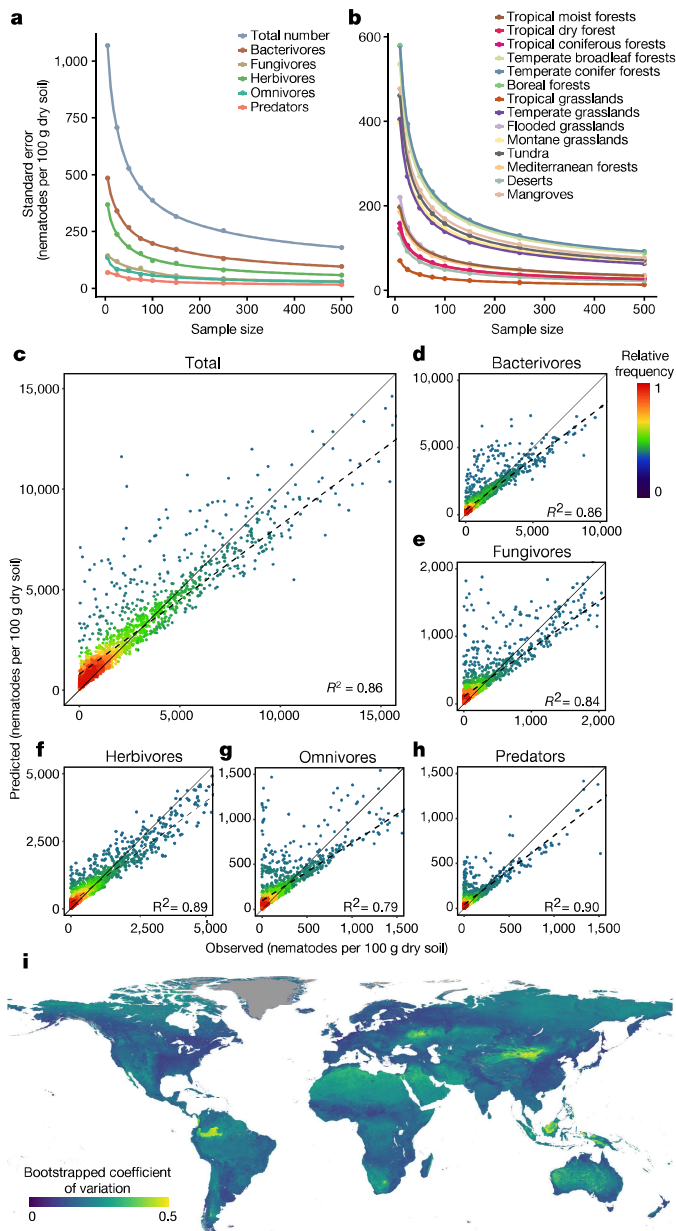 a
Total number
Bacterivores
Fungivores
Herbivores
Omnivores
Predators
Standard error
(nematodes per 100 g dry soil)
1,000
750
500
250
0
0
100
200
300
400
500
Sample size
b
Tropical moist forests
Tropical dry forest
Tropical coniferous forests
Temperate broadleaf forests
Temperate conifer forests
Boreal forests
Tropical grasslands
Temperate grasslands
Flooded grasslands
Montane grasslands
Tundra
Mediterranean forests
Deserts
Mangroves
600
400
200
0
0
100
200
300
400
500
Sample size
c
Total
15,000
10,000
5,000
0
0
5,000
10,000
15,000
R² = 0.86
Predicted (nematodes per 100 g dry soil)
d
Bacterivores
10,000
5,000
0
0
5,000
10,000
R² = 0.86
Relative
frequency
1
0
e
Fungivores
2,000
1,000
0
0
1,000
2,000
R² = 0.84
f
Herbivores
5,000
2,500
0
0
2,500
5,000
R² = 0.89
g
Omnivores
1,500
1,000
500
0
0
500
1,000
1,500
R² = 0.79
h
Predators
1,500
1,000
500
0
0
500
1,000
1,500
R² = 0.90
Observed (nematodes per 100 g dry soil)
i
Bootstrapped coefficient
of variation
0
0.5